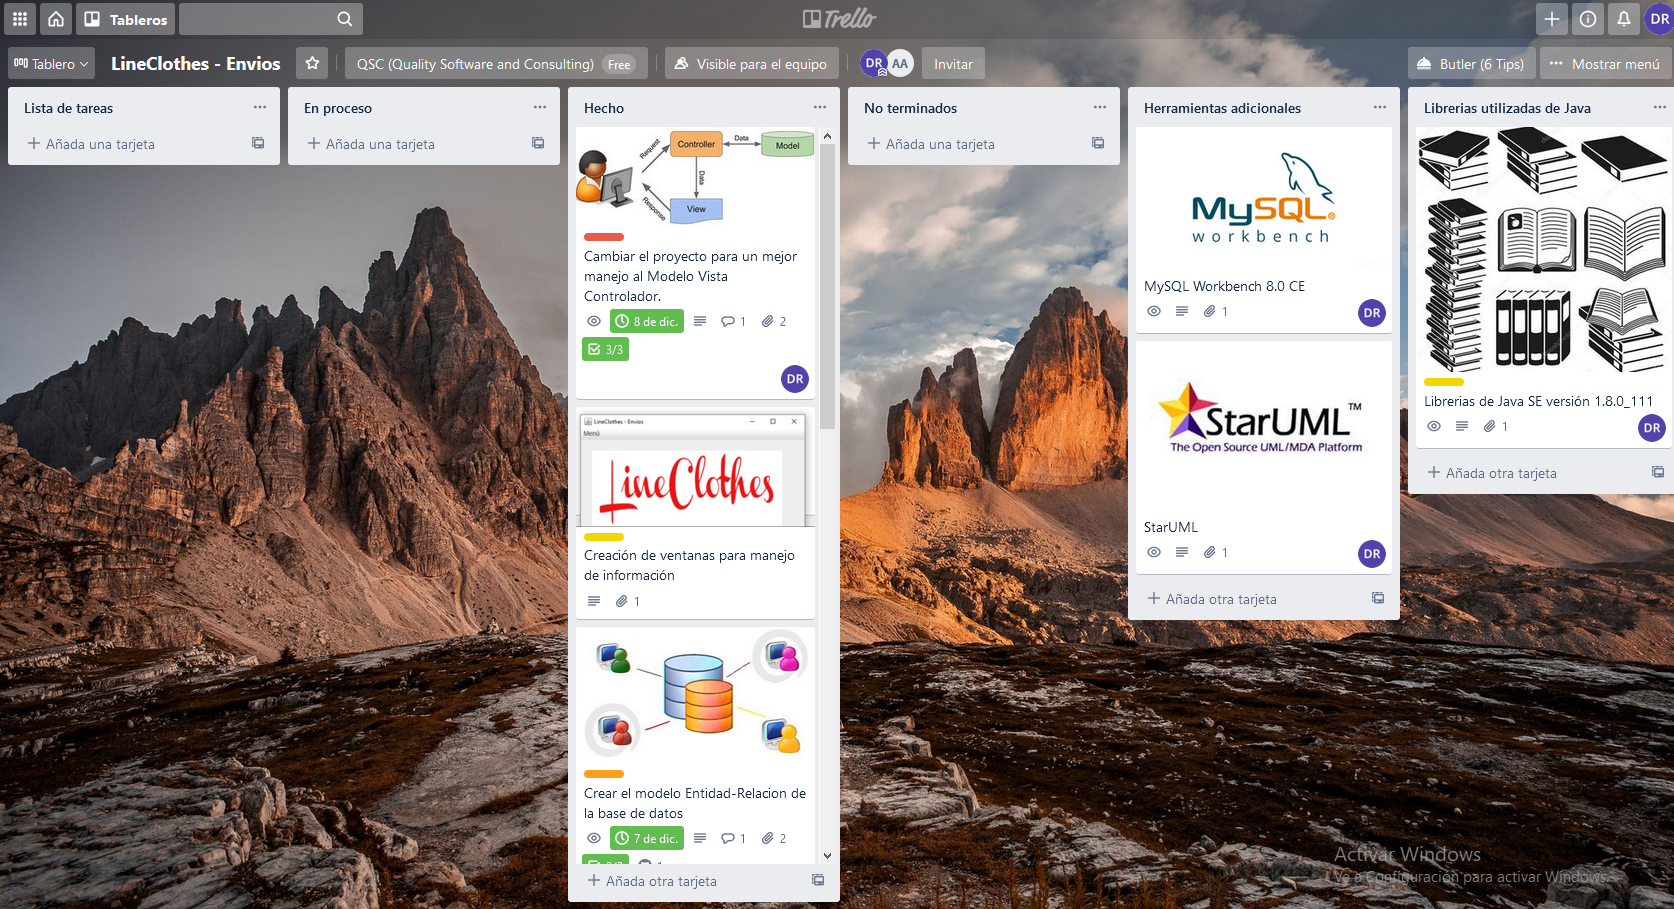 Tableros
Trello
DR
Tablero
LineClothes - Envios
QSC (Quality Software and Consulting) Free
Visible para el equipo
DR AA
Invitar
Butler (6 Tips)
Mostrar menú
Lista de tareas
Añada una tarjeta
En proceso
Añada una tarjeta
Hecho
Request
Controller
Data
Model
Data
Response
View
Cambiar el proyecto para un mejor
manejo al Modelo Vista
Controlador.
8 de dic.
1
2
3/3
DR
LineClothes - Envios
Menú
LineClothes
Creación de ventanas para manejo
de información
1
Crear el modelo Entidad-Relacion de
la base de datos
7 de dic.
1
2
Añada otra tarjeta
No terminados
Añada una tarjeta
Herramientas adicionales
MySQL®
workbench
MySQL Workbench 8.0 CE
1
DR
StarUML™
The Open Source UML/MDA Platform
StarUML
1
DR
Añada otra tarjeta
Librerias utilizadas de Java
Librerias de Java SE versión 1.8.0_111
1
DR
Añada otra tarjeta
Activar Windows
Ve a Configuración para activar Windows.